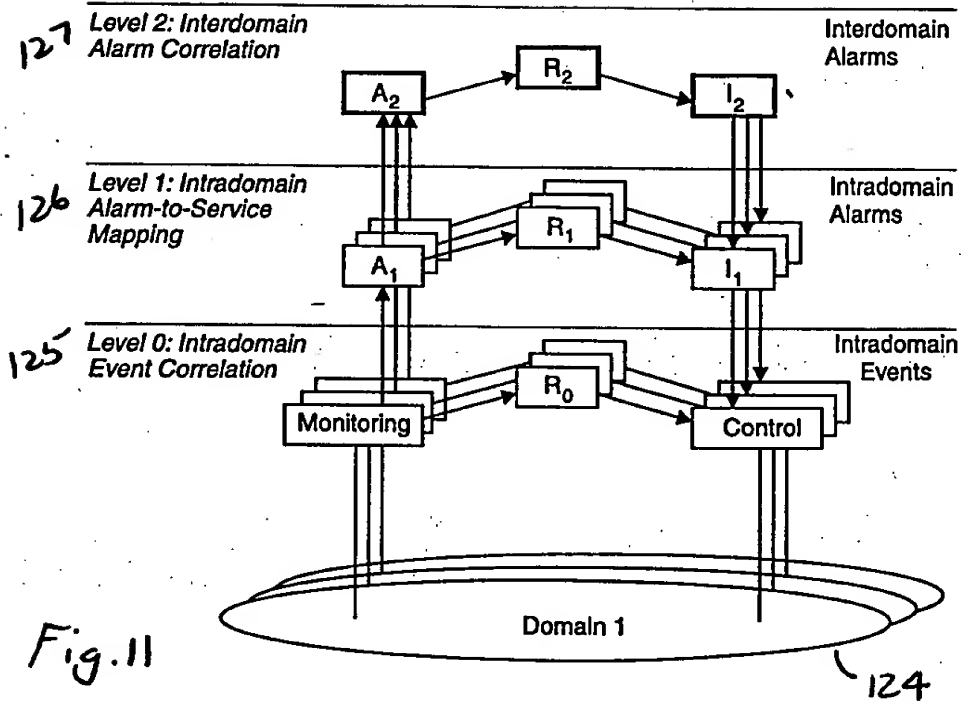 127
Level 2: Interdomain
Alarm Correlation
Interdomain
Alarms
A2
R2
I2
126
Level 1: Intradomain
Alarm-to-Service
Mapping
Intradomain
Alarms
A1
R1
I1
125
Level 0: Intradomain
Event Correlation
Intradomain
Events
Monitoring
R0
Control
Domain 1
Fig.11
124